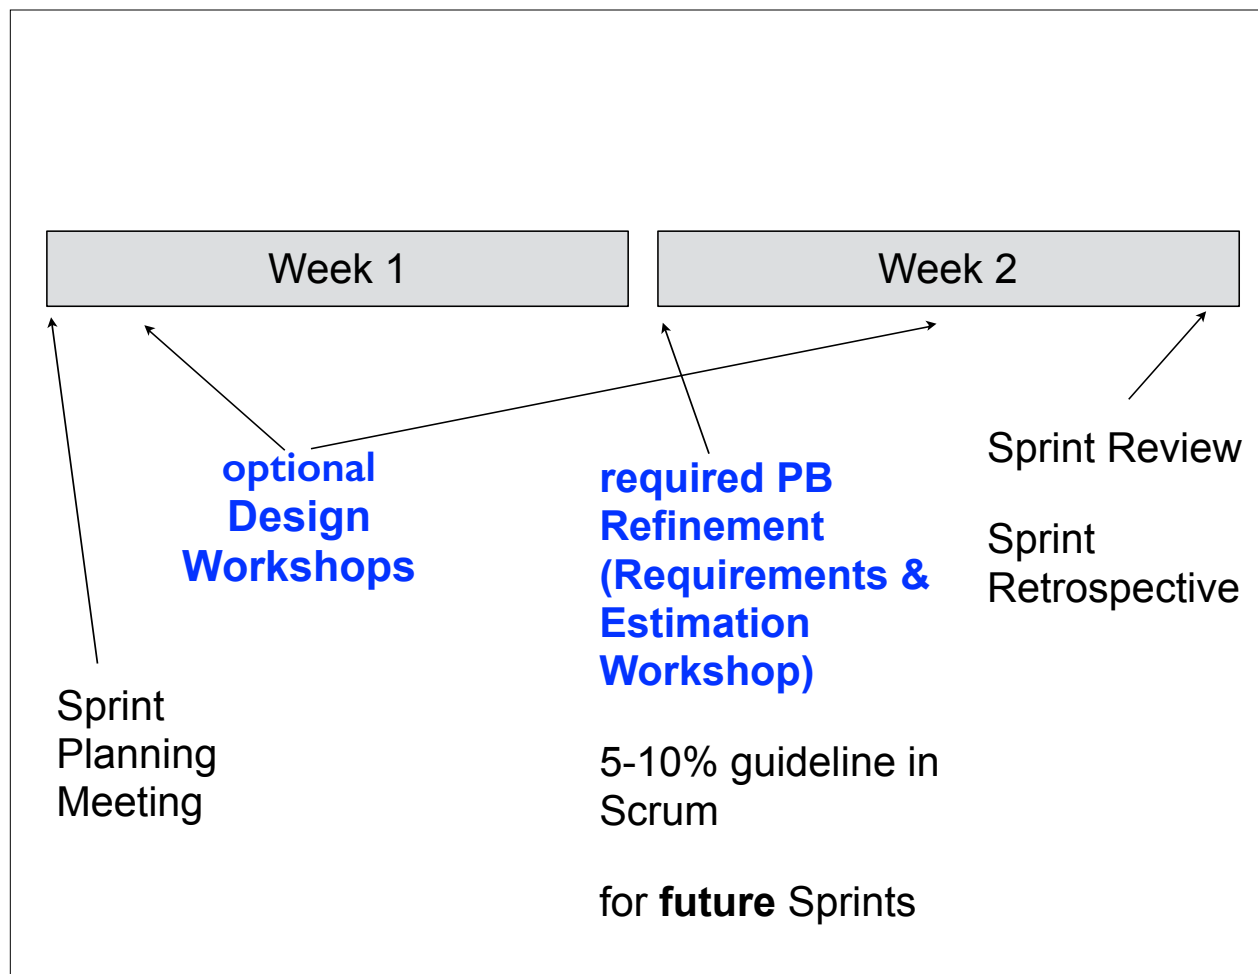 Week 1
Week 2
optional
Design
Workshops
required PB
Refinement
(Requirements &
Estimation
Workshop)
5-10% guideline in
Scrum
for future Sprints
Sprint Review
Sprint
Retrospective
Sprint
Planning
Meeting